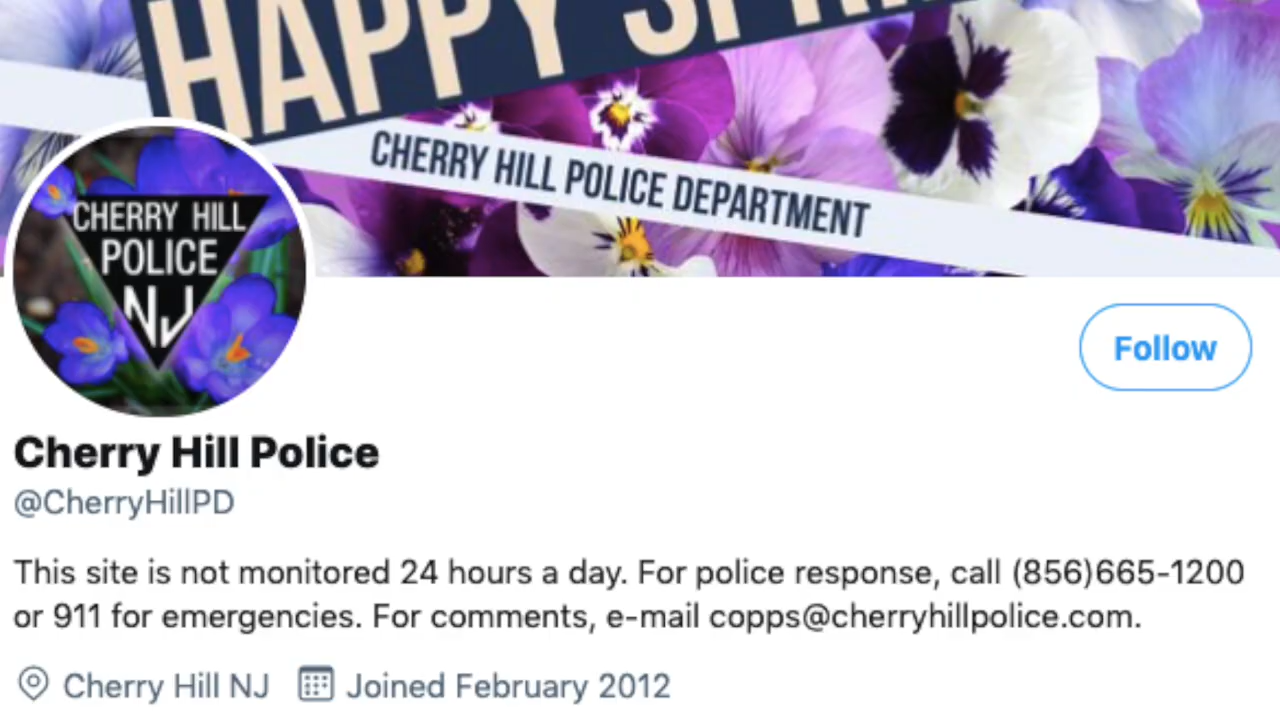 HAPPY
CHERRY HILL POLICE DEPARTMENT
CHERRY HILL
POLICE
NJ
Follow
Cherry Hill Police
@CherryHillPD
This site is not monitored 24 hours a day. For police response, call (856)665-1200
or 911 for emergencies. For comments, e-mail copps@cherryhillpolice.com.
Cherry Hill NJ Joined February 2012